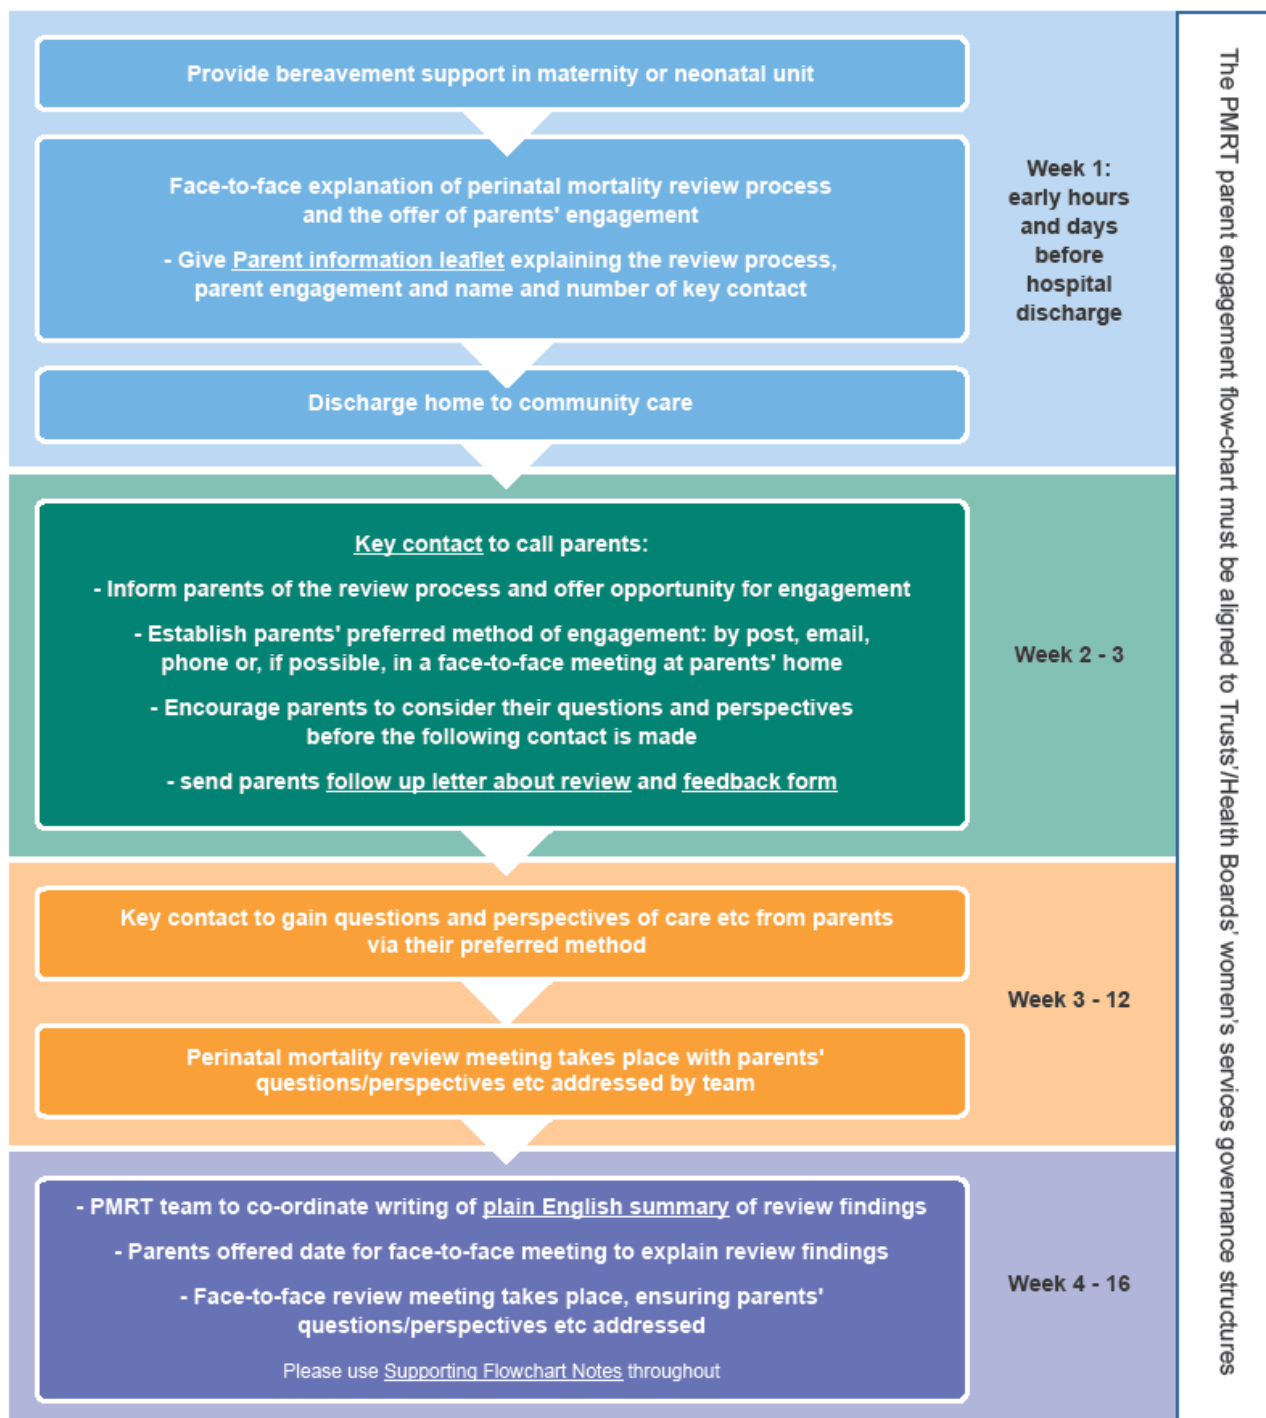 Provide bereavement support in maternity or neonatal unit
Face-to-face explanation of perinatal mortality review process
and the offer of parents' engagement
- Give Parent information leaflet explaining the review process,
parent engagement and name and number of key contact
Discharge home to community care
Week 1:
early hours
and days
before
hospital
discharge
Key contact to call parents:
- Inform parents of the review process and offer opportunity for engagement
- Establish parents' preferred method of engagement: by post, email,
phone or, if possible, in a face-to-face meeting at parents' home
- Encourage parents to consider their questions and perspectives
before the following contact is made
- send parents follow up letter about review and feedback form
Week 2 - 3
Key contact to gain questions and perspectives of care etc from parents
via their preferred method
Perinatal mortality review meeting takes place with parents'
questions/perspectives etc addressed by team
Week 3 - 12
- PMRT team to co-ordinate writing of plain English summary of review findings
- Parents offered date for face-to-face meeting to explain review findings
- Face-to-face review meeting takes place, ensuring parents'
questions/perspectives etc addressed
Please use Supporting Flowchart Notes throughout
Week 4 - 16
The PMRT parent engagement flow-chart must be aligned to Trusts'/Health Boards' women's services governance structures